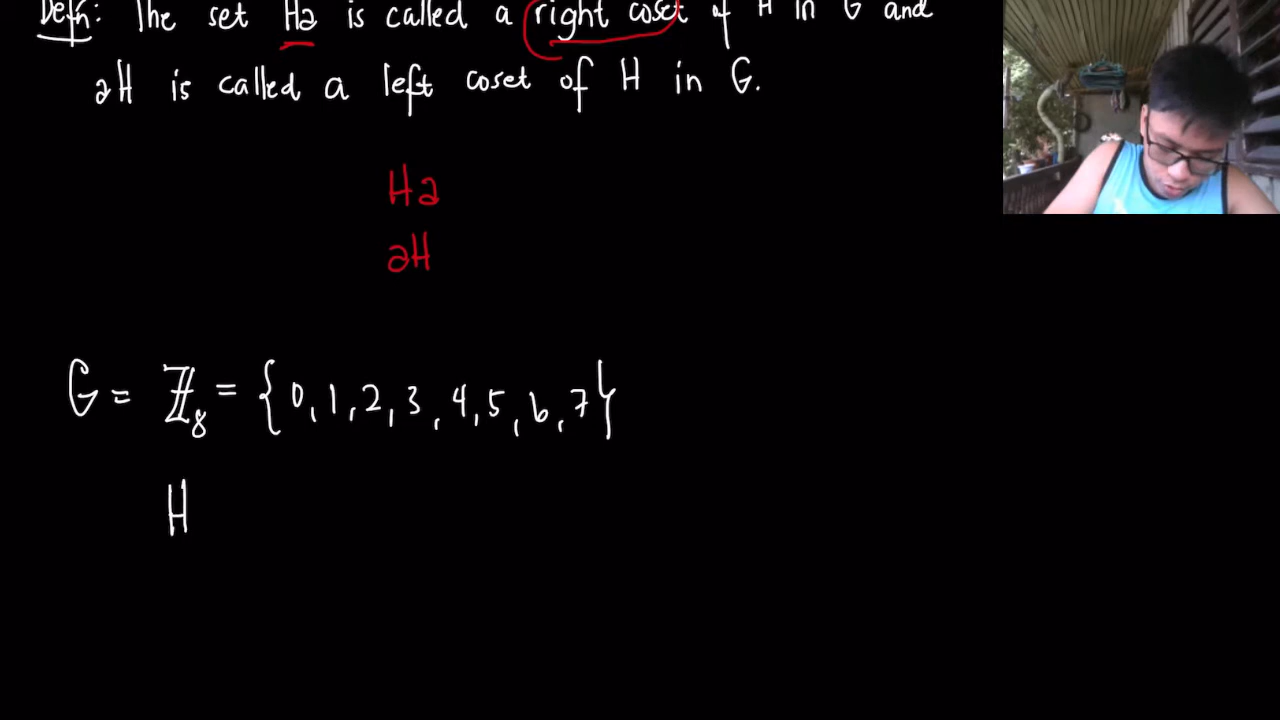 Defn: The set Ha is called a right coset of H in G and
aH is called a left coset of H in G.
Ha
aH
G = ℤ₈ = {0, 1, 2, 3, 4, 5, 6, 7}
H